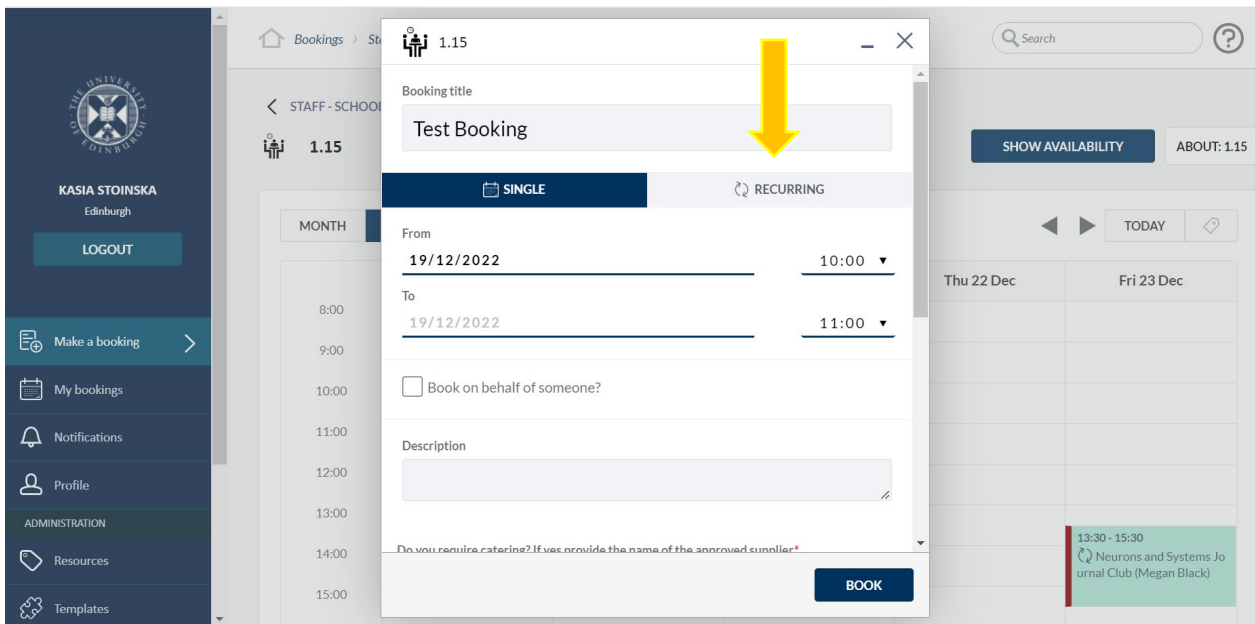 THE UNIVERSITY OF EDINBURGH
KASIA STOINSKA
Edinburgh
LOGOUT
Make a booking
My bookings
Notifications
Profile
ADMINISTRATION
Resources
Templates
Bookings
Search
?
STAFF - SCHOOL
1.15
SHOW AVAILABILITY
ABOUT: 1.15
MONTH
TODAY
Thu 22 Dec
Fri 23 Dec
8:00
9:00
10:00
11:00
12:00
13:00
14:00
15:00
13:30 - 15:30
Neurons and Systems Jo
urnal Club (Megan Black)
1.15
Booking title
Test Booking
SINGLE
RECURRING
From
19/12/2022
10:00
To
19/12/2022
11:00
Book on behalf of someone?
Description
Do you require catering? If yes provide the name of the approved supplier*
BOOK